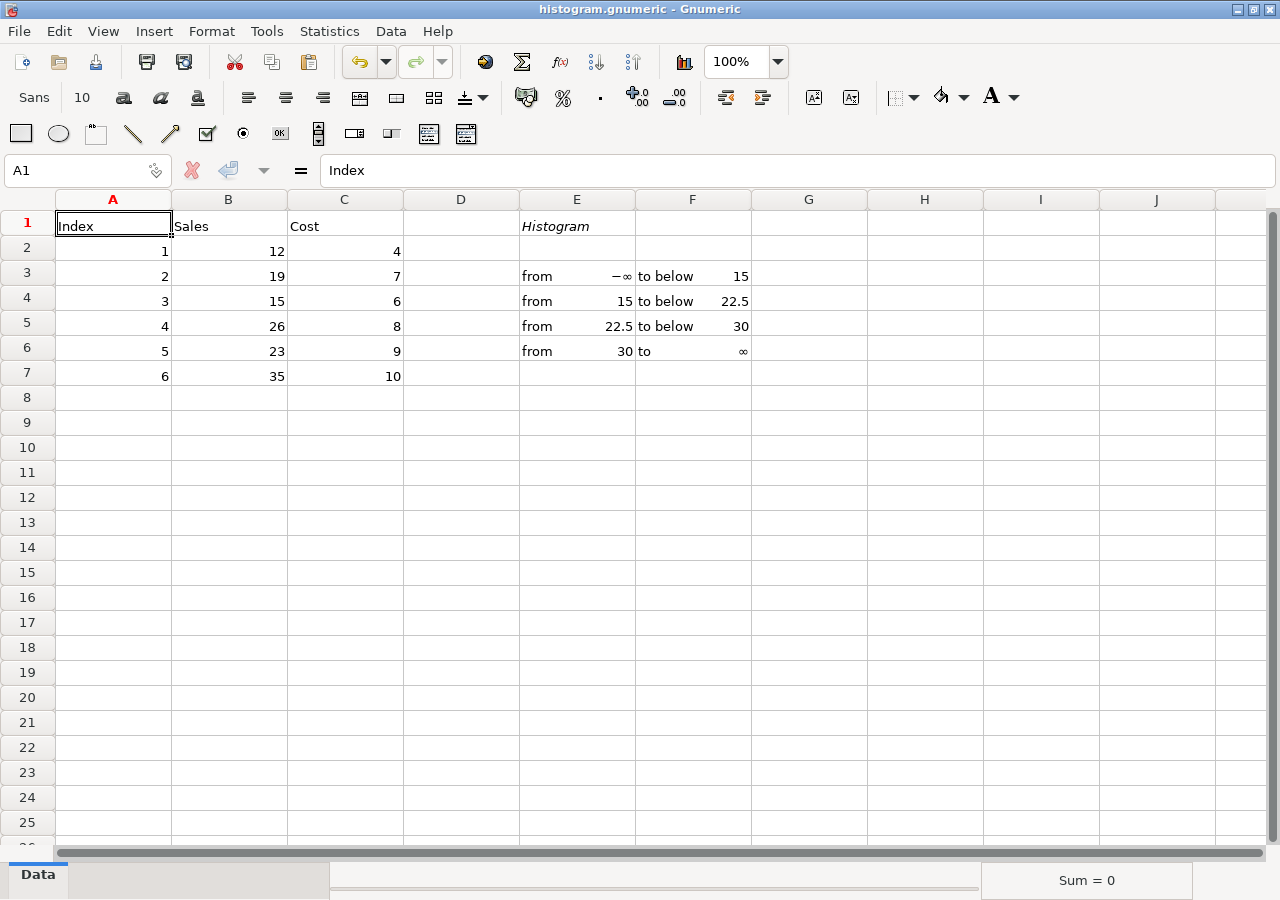 histogram.gnumeric - Gnumeric
File Edit View Insert Format Tools Statistics Data Help
100%
Sans 10
OK
A1 Index
A B C D E F G H I J
1 Index Sales Cost Histogram
2 1 12 4
3 2 19 7 from −∞ to below 15
4 3 15 6 from 15 to below 22.5
5 4 26 8 from 22.5 to below 30
6 5 23 9 from 30 to ∞
7 6 35 10
8
9
10
11
12
13
14
15
16
17
18
19
20
21
22
23
24
25
26
Data Sum = 0